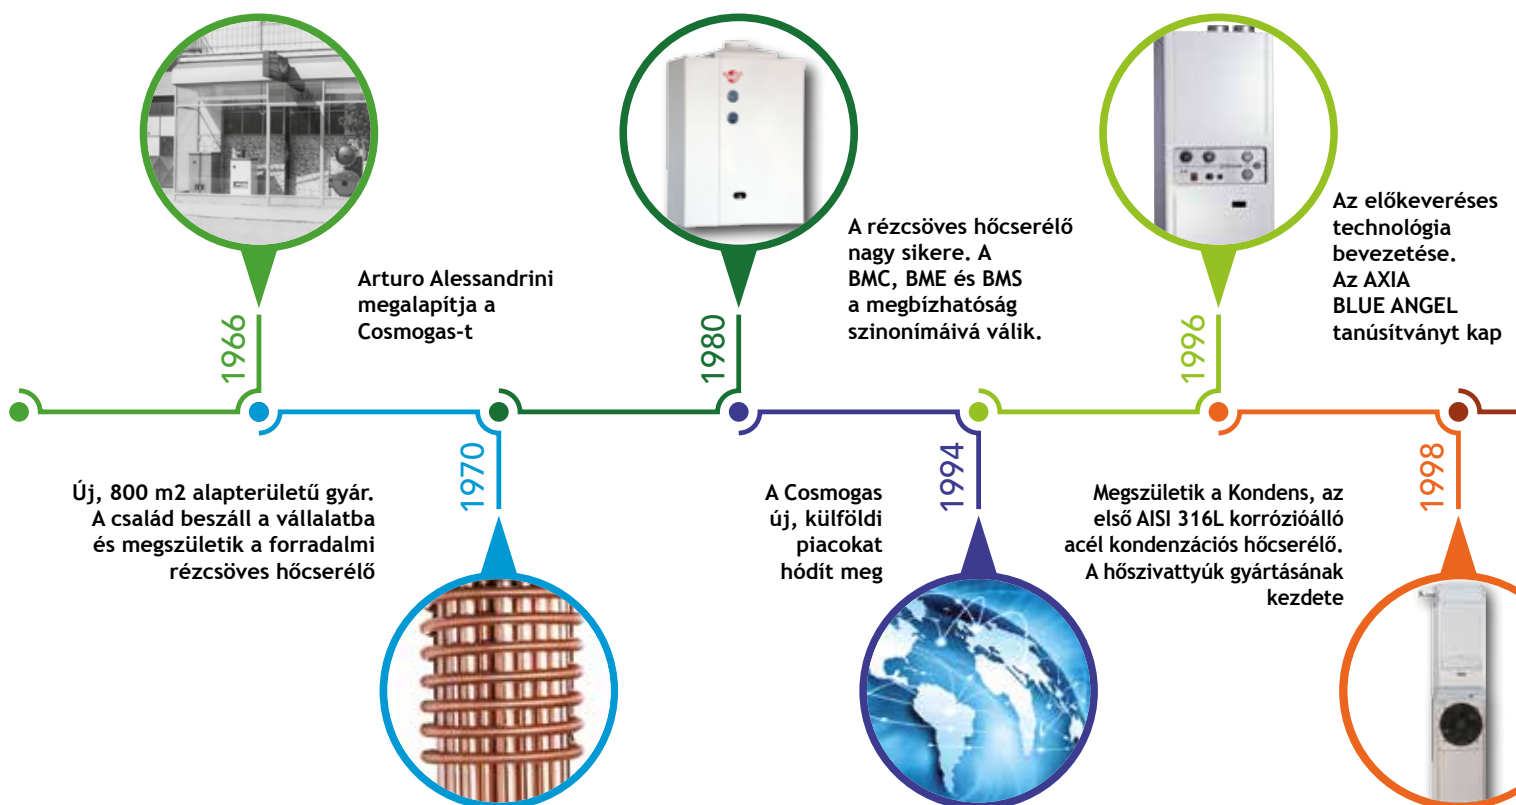 1966
Arturo Alessandrini
megalapítja a
Cosmogas-t
1970
Új, 800 m2 alapterületű gyár.
A család beszáll a vállalatba
és megszületik a forradalmi
rézcsöves hőcserélő
1980
A rézcsöves hőcserélő
nagy sikere. A
BMC, BME és BMS
a megbízhatóság
szinonímáivá válik.
1994
A Cosmogas
új, külföldi
piacokat
hódít meg
1996
Az előkeveréses
technológia
bevezetése.
Az AXIA
BLUE ANGEL
tanúsítványt kap
1998
Megszületik a Kondens, az
első AISI 316L korrózióálló
acél kondenzációs hőcserélő.
A hőszivattyúk gyártásának
kezdete